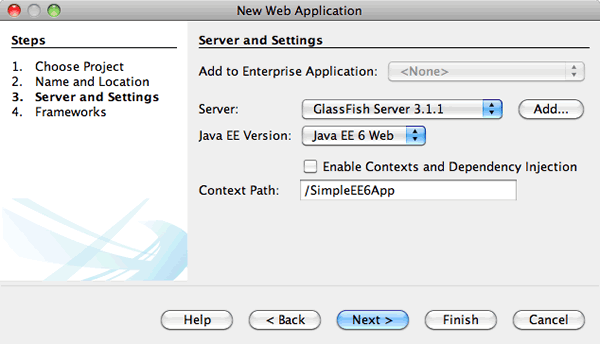 New Web Application
Steps
1. Choose Project
2. Name and Location
3. Server and Settings
4. Frameworks
Server and Settings
Add to Enterprise Application: <None>
Server: GlassFish Server 3.1.1 Add...
Java EE Version: Java EE 6 Web
Enable Contexts and Dependency Injection
Context Path: /SimpleEE6App
Help < Back Next > Finish Cancel